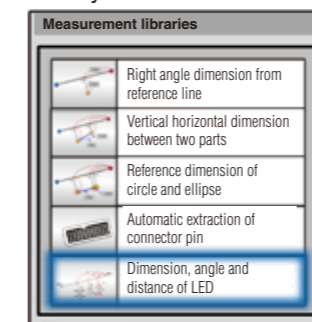 Measurement libraries
Right angle dimension from
reference line
Vertical horizontal dimension
between two parts
Reference dimension of
circle and ellipse
Automatic extraction of
connector pin
Dimension, angle and
distance of LED